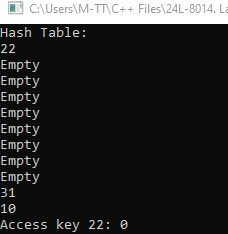 C:\Users\M-TT\C++ Files\24L-8014. La
Hash Table:
22
Empty
Empty
Empty
Empty
Empty
Empty
Empty
Empty
31
10
Access key 22: 0